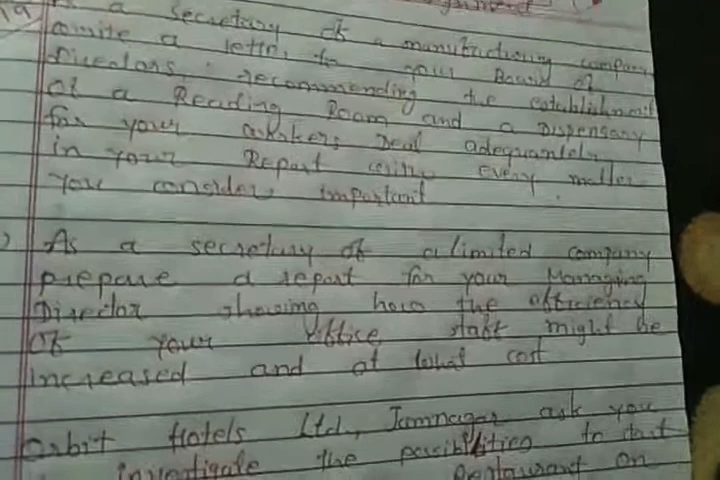 a secretary of a manufacturing company
write a letter to your Board of
Directors, recommending the establishment
of a Reading Room and a Dispensary
for your Deal adequately
in your Report with every matter
you consider important.
As a secretary of a limited company
prepare a report for your Managing
Director showing how the efficiency
of your office staff might be
increased and at what cost
Orbit Hotels Ltd, Jamnagar ask you
investigate the possibilities to start
Restaurant on